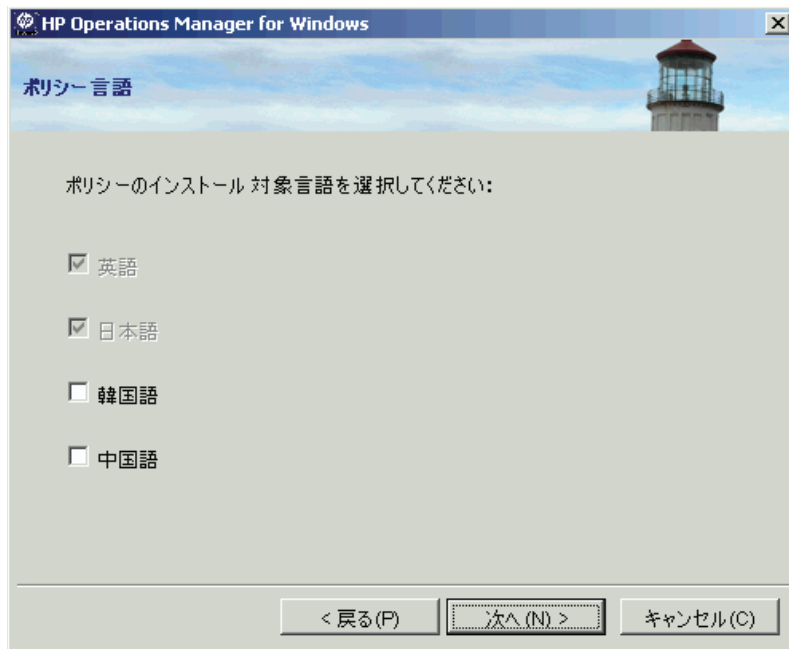 HP Operations Manager for Windows
ポリシー言語
ポリシーのインストール対象言語を選択してください:
英語
日本語
韓国語
中国語
< 戻る(P)
次へ(N) >
キャンセル(C)